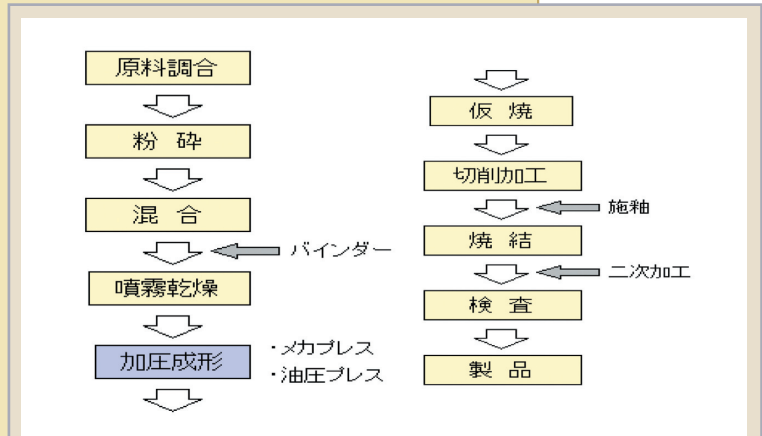 原料調合
粉砕
混合
バインダー
噴霧乾燥
加圧成形
・メカプレス
・油圧プレス
仮焼
切削加工
施釉
焼結
二次加工
検査
製品